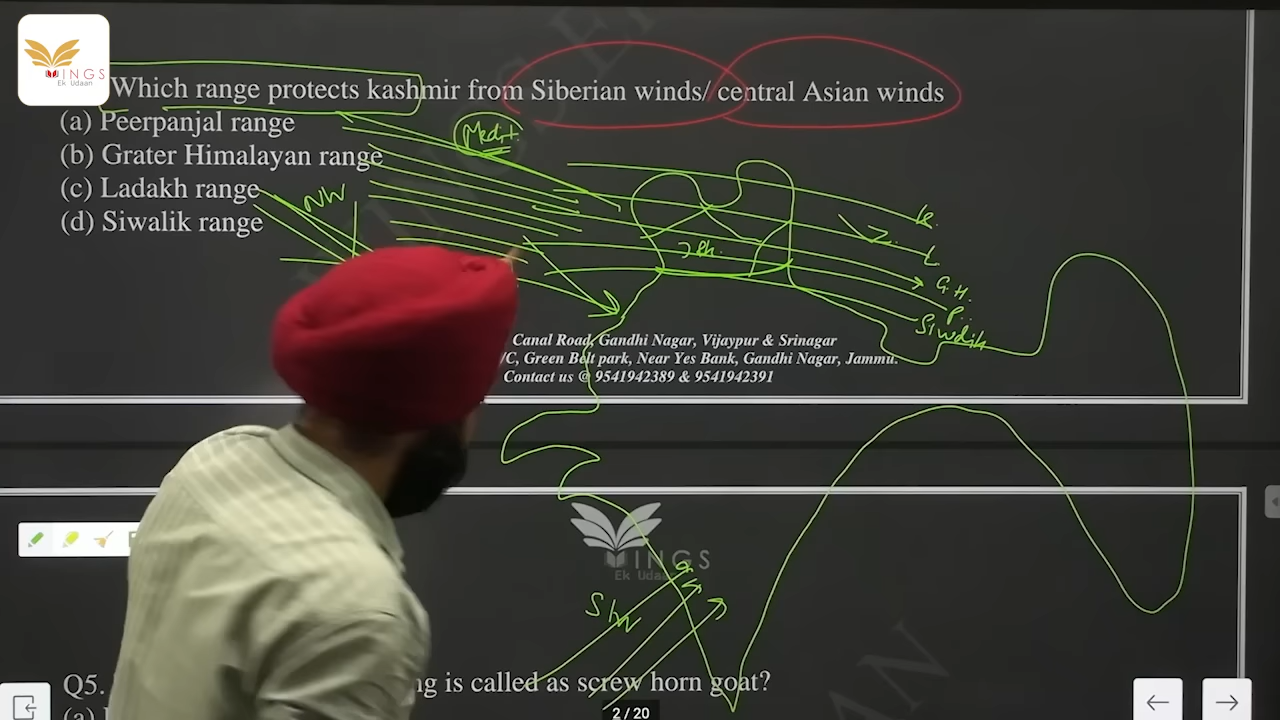 WINGS
Ek Udaan
Which range protects kashmir from Siberian winds/ central Asian winds
(a) Peerpanjal range
(b) Grater Himalayan range
(c) Ladakh range
(d) Siwalik range
Medit.
NW
K.
L.
G.H.
P..
Siwalik
Canal Road, Gandhi Nagar, Vijaypur & Srinagar
/C, Green Belt park, Near Yes Bank, Gandhi Nagar, Jammu.
Contact us @ 9541942389 & 9541942391
WINGS
Ek Udaan
SW
Q5.
ng is called as screw horn goat?
(a)
2 / 20